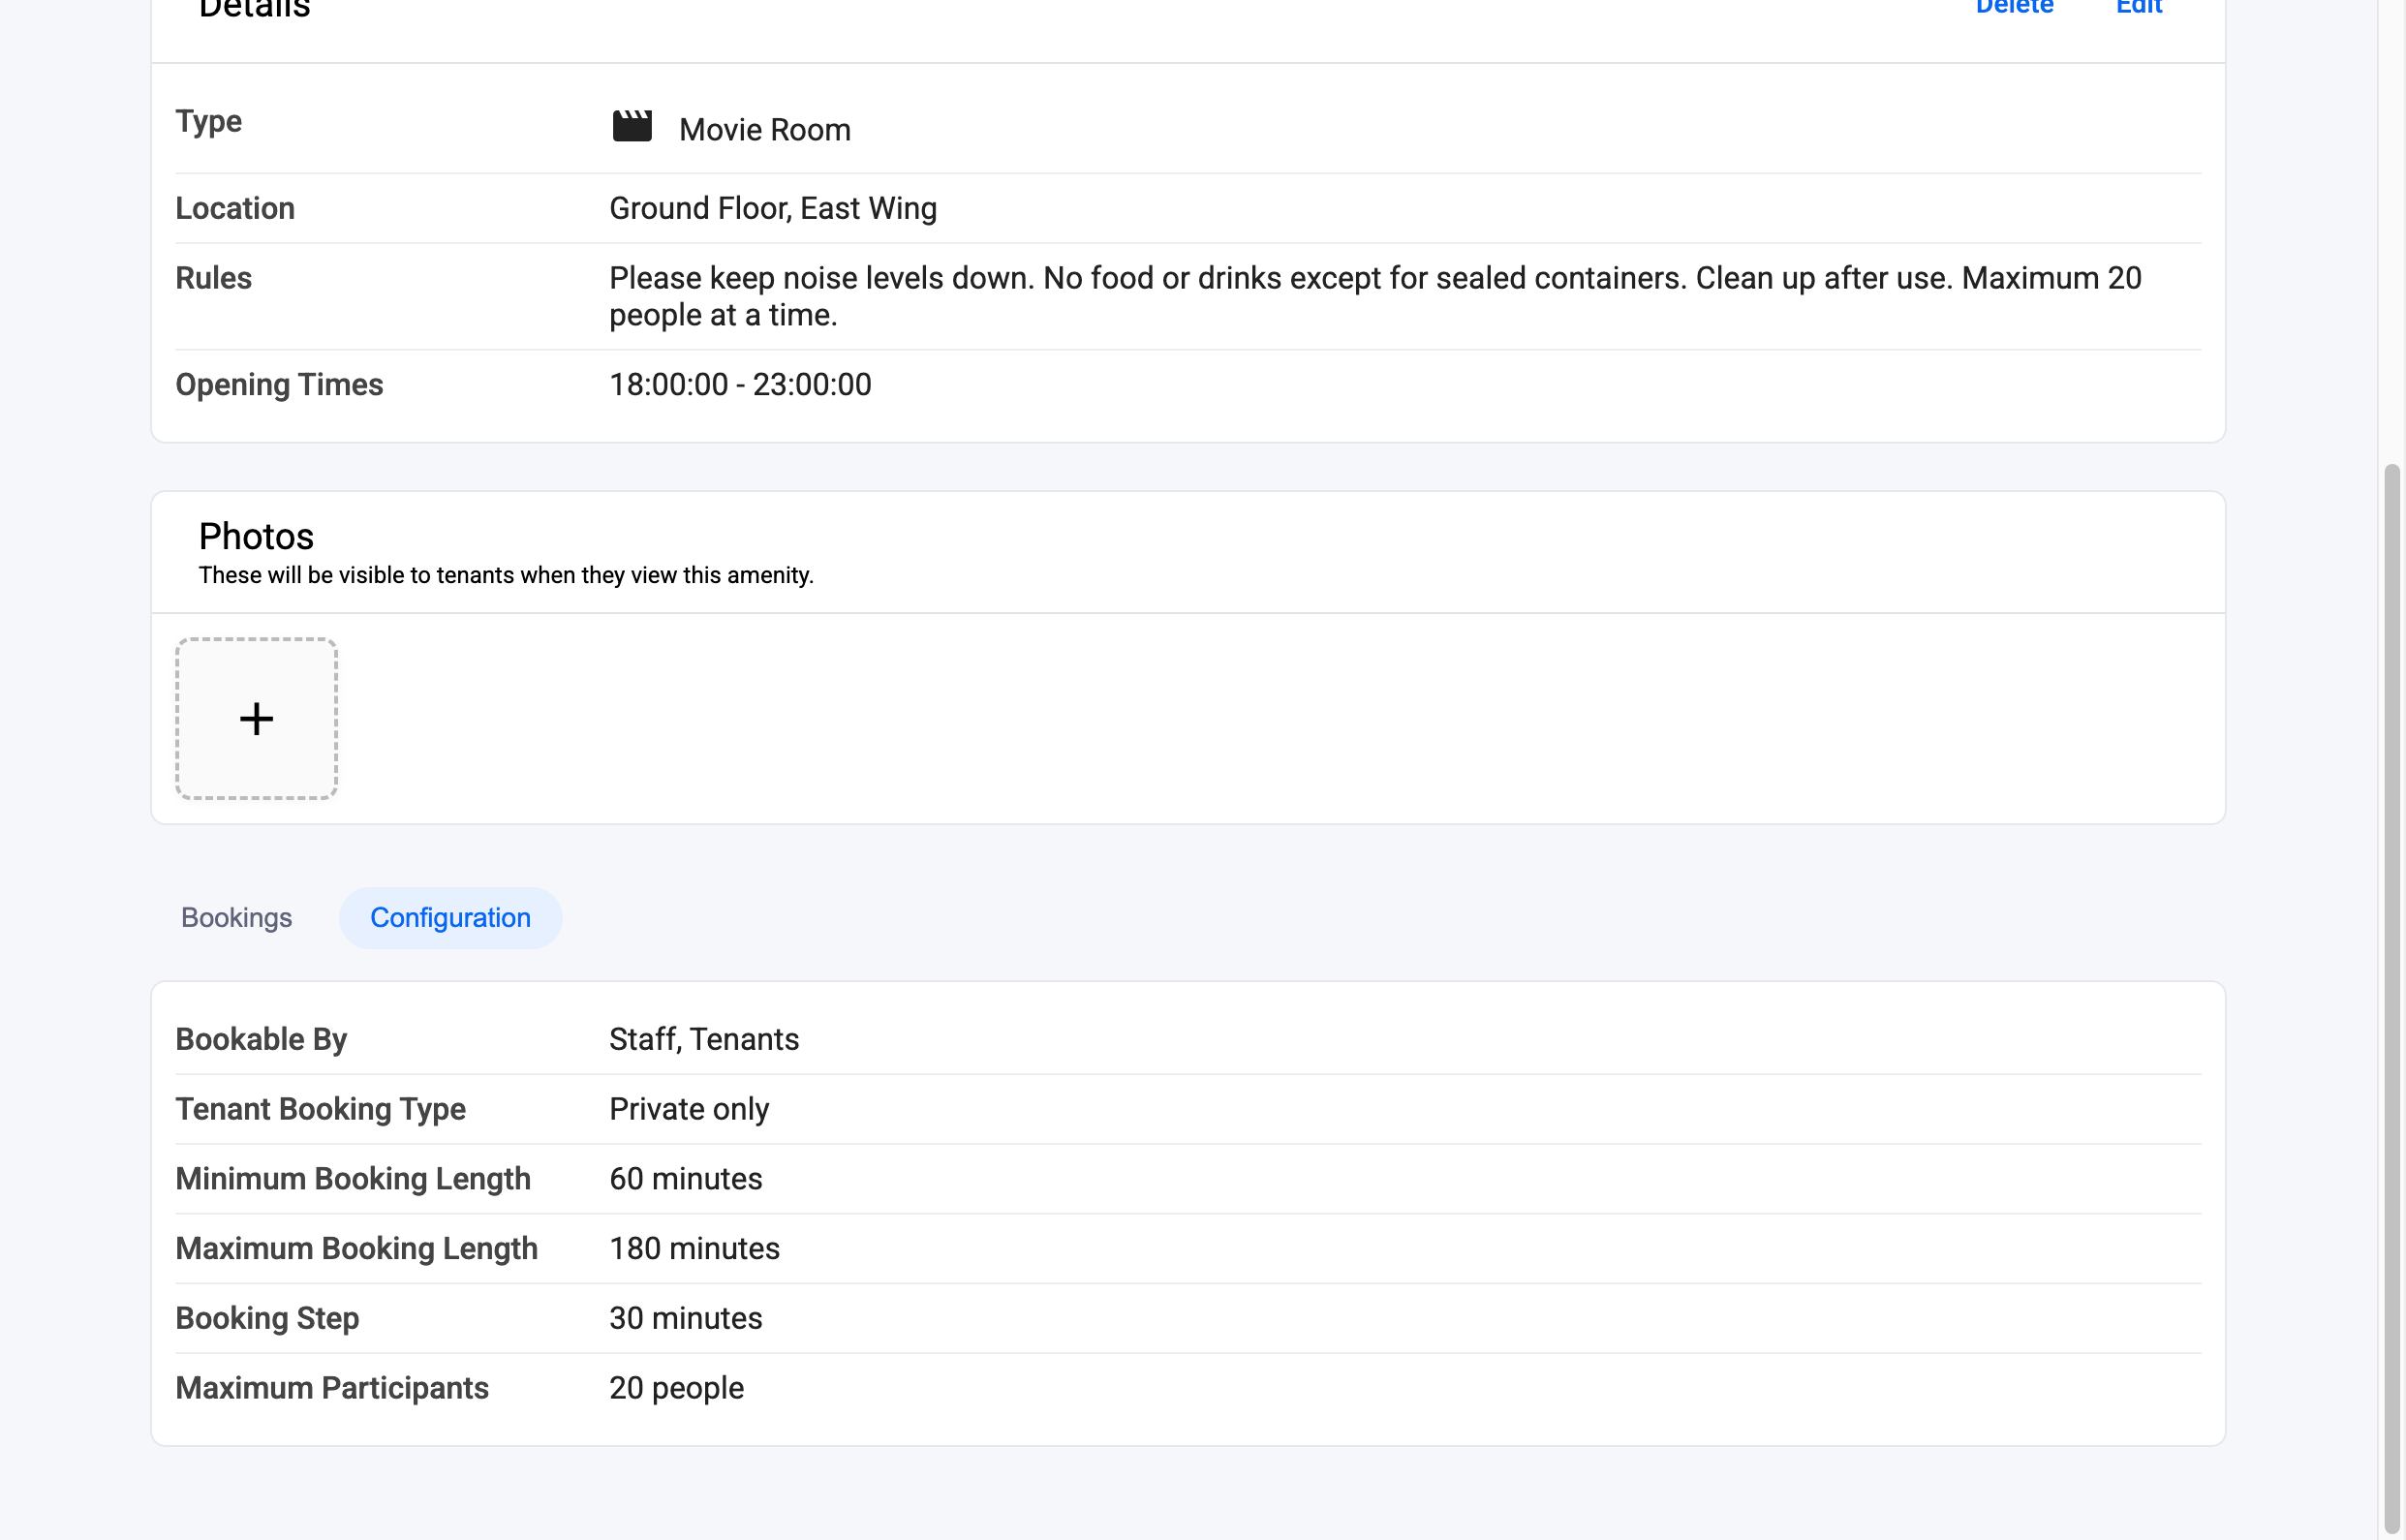 Details
Delete Edit
Type
Movie Room
Location
Ground Floor, East Wing
Rules
Please keep noise levels down. No food or drinks except for sealed containers. Clean up after use. Maximum 20
people at a time.
Opening Times
18:00:00 - 23:00:00
Photos
These will be visible to tenants when they view this amenity.
Bookings
Configuration
Bookable By
Staff, Tenants
Tenant Booking Type
Private only
Minimum Booking Length
60 minutes
Maximum Booking Length
180 minutes
Booking Step
30 minutes
Maximum Participants
20 people